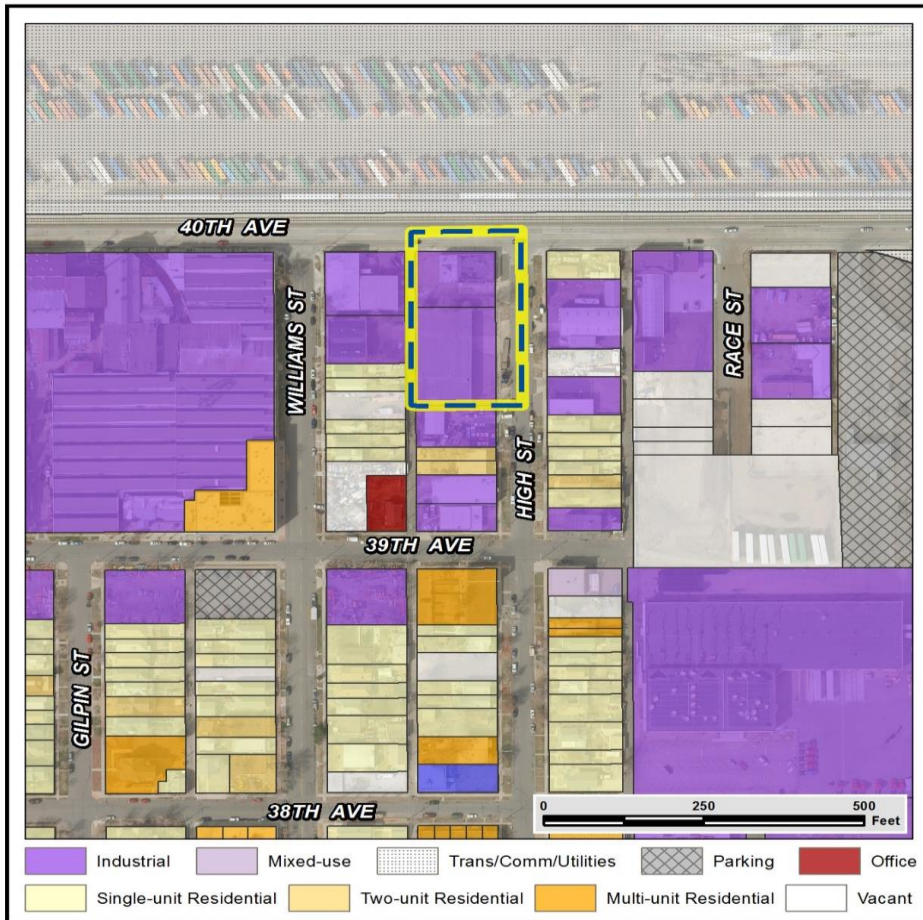 40TH AVE
WILLIAMS ST
HIGH ST
RACE ST
39TH AVE
GILPIN ST
38TH AVE
0 250 500
Feet
Industrial Mixed-use Trans/Comm/Utilities Parking Office
Single-unit Residential Two-unit Residential Multi-unit Residential Vacant